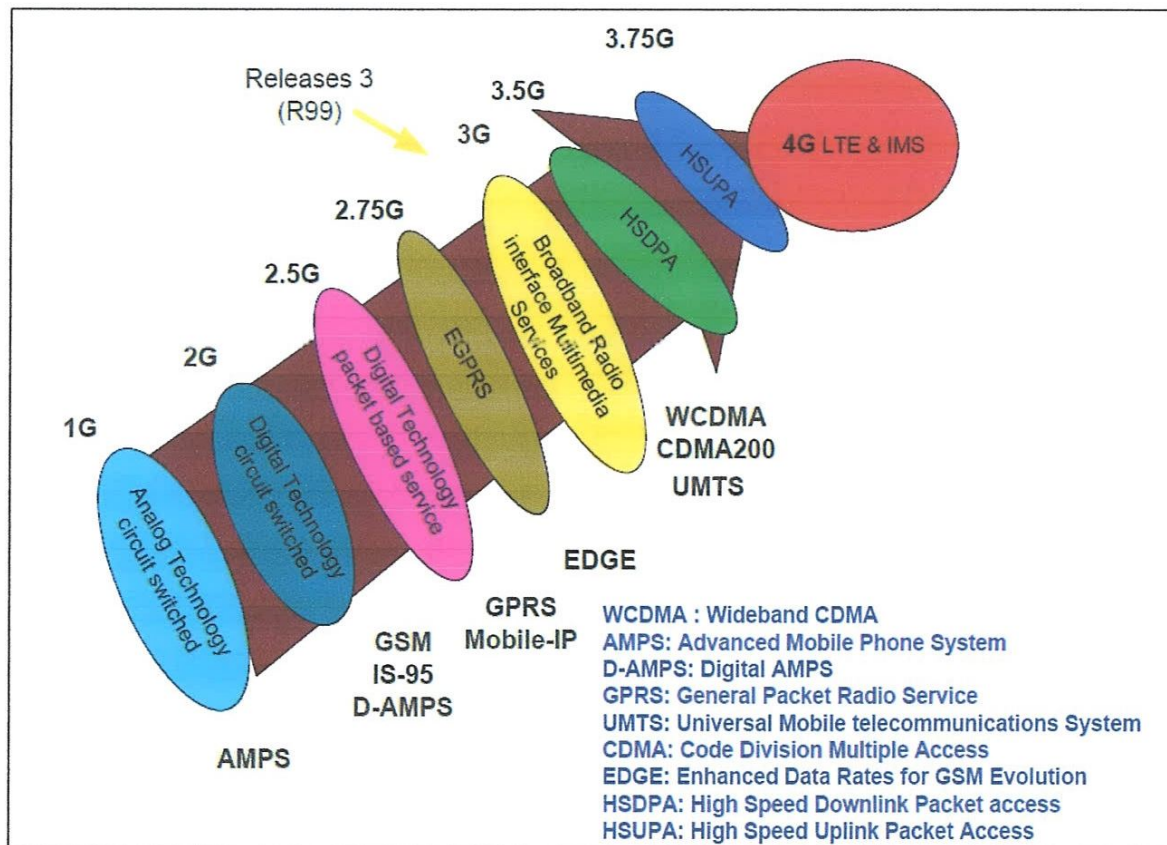 3.75G
Releases 3
(R99)
3.5G
3G
2.75G
2.5G
2G
1G
4G LTE & IMS
HSUPA
HSDPA
Broadband Radio
interface Multimedia
Services
EGPRS
Digital Technology
packet based service
Digital Technology
circuit switched
Analog Technology
circuit switched
WCDMA
CDMA200
UMTS
EDGE
GPRS
Mobile-IP
GSM
IS-95
D-AMPS
AMPS
WCDMA : Wideband CDMA
AMPS: Advanced Mobile Phone System
D-AMPS: Digital AMPS
GPRS: General Packet Radio Service
UMTS: Universal Mobile telecommunications System
CDMA: Code Division Multiple Access
EDGE: Enhanced Data Rates for GSM Evolution
HSDPA: High Speed Downlink Packet access
HSUPA: High Speed Uplink Packet Access